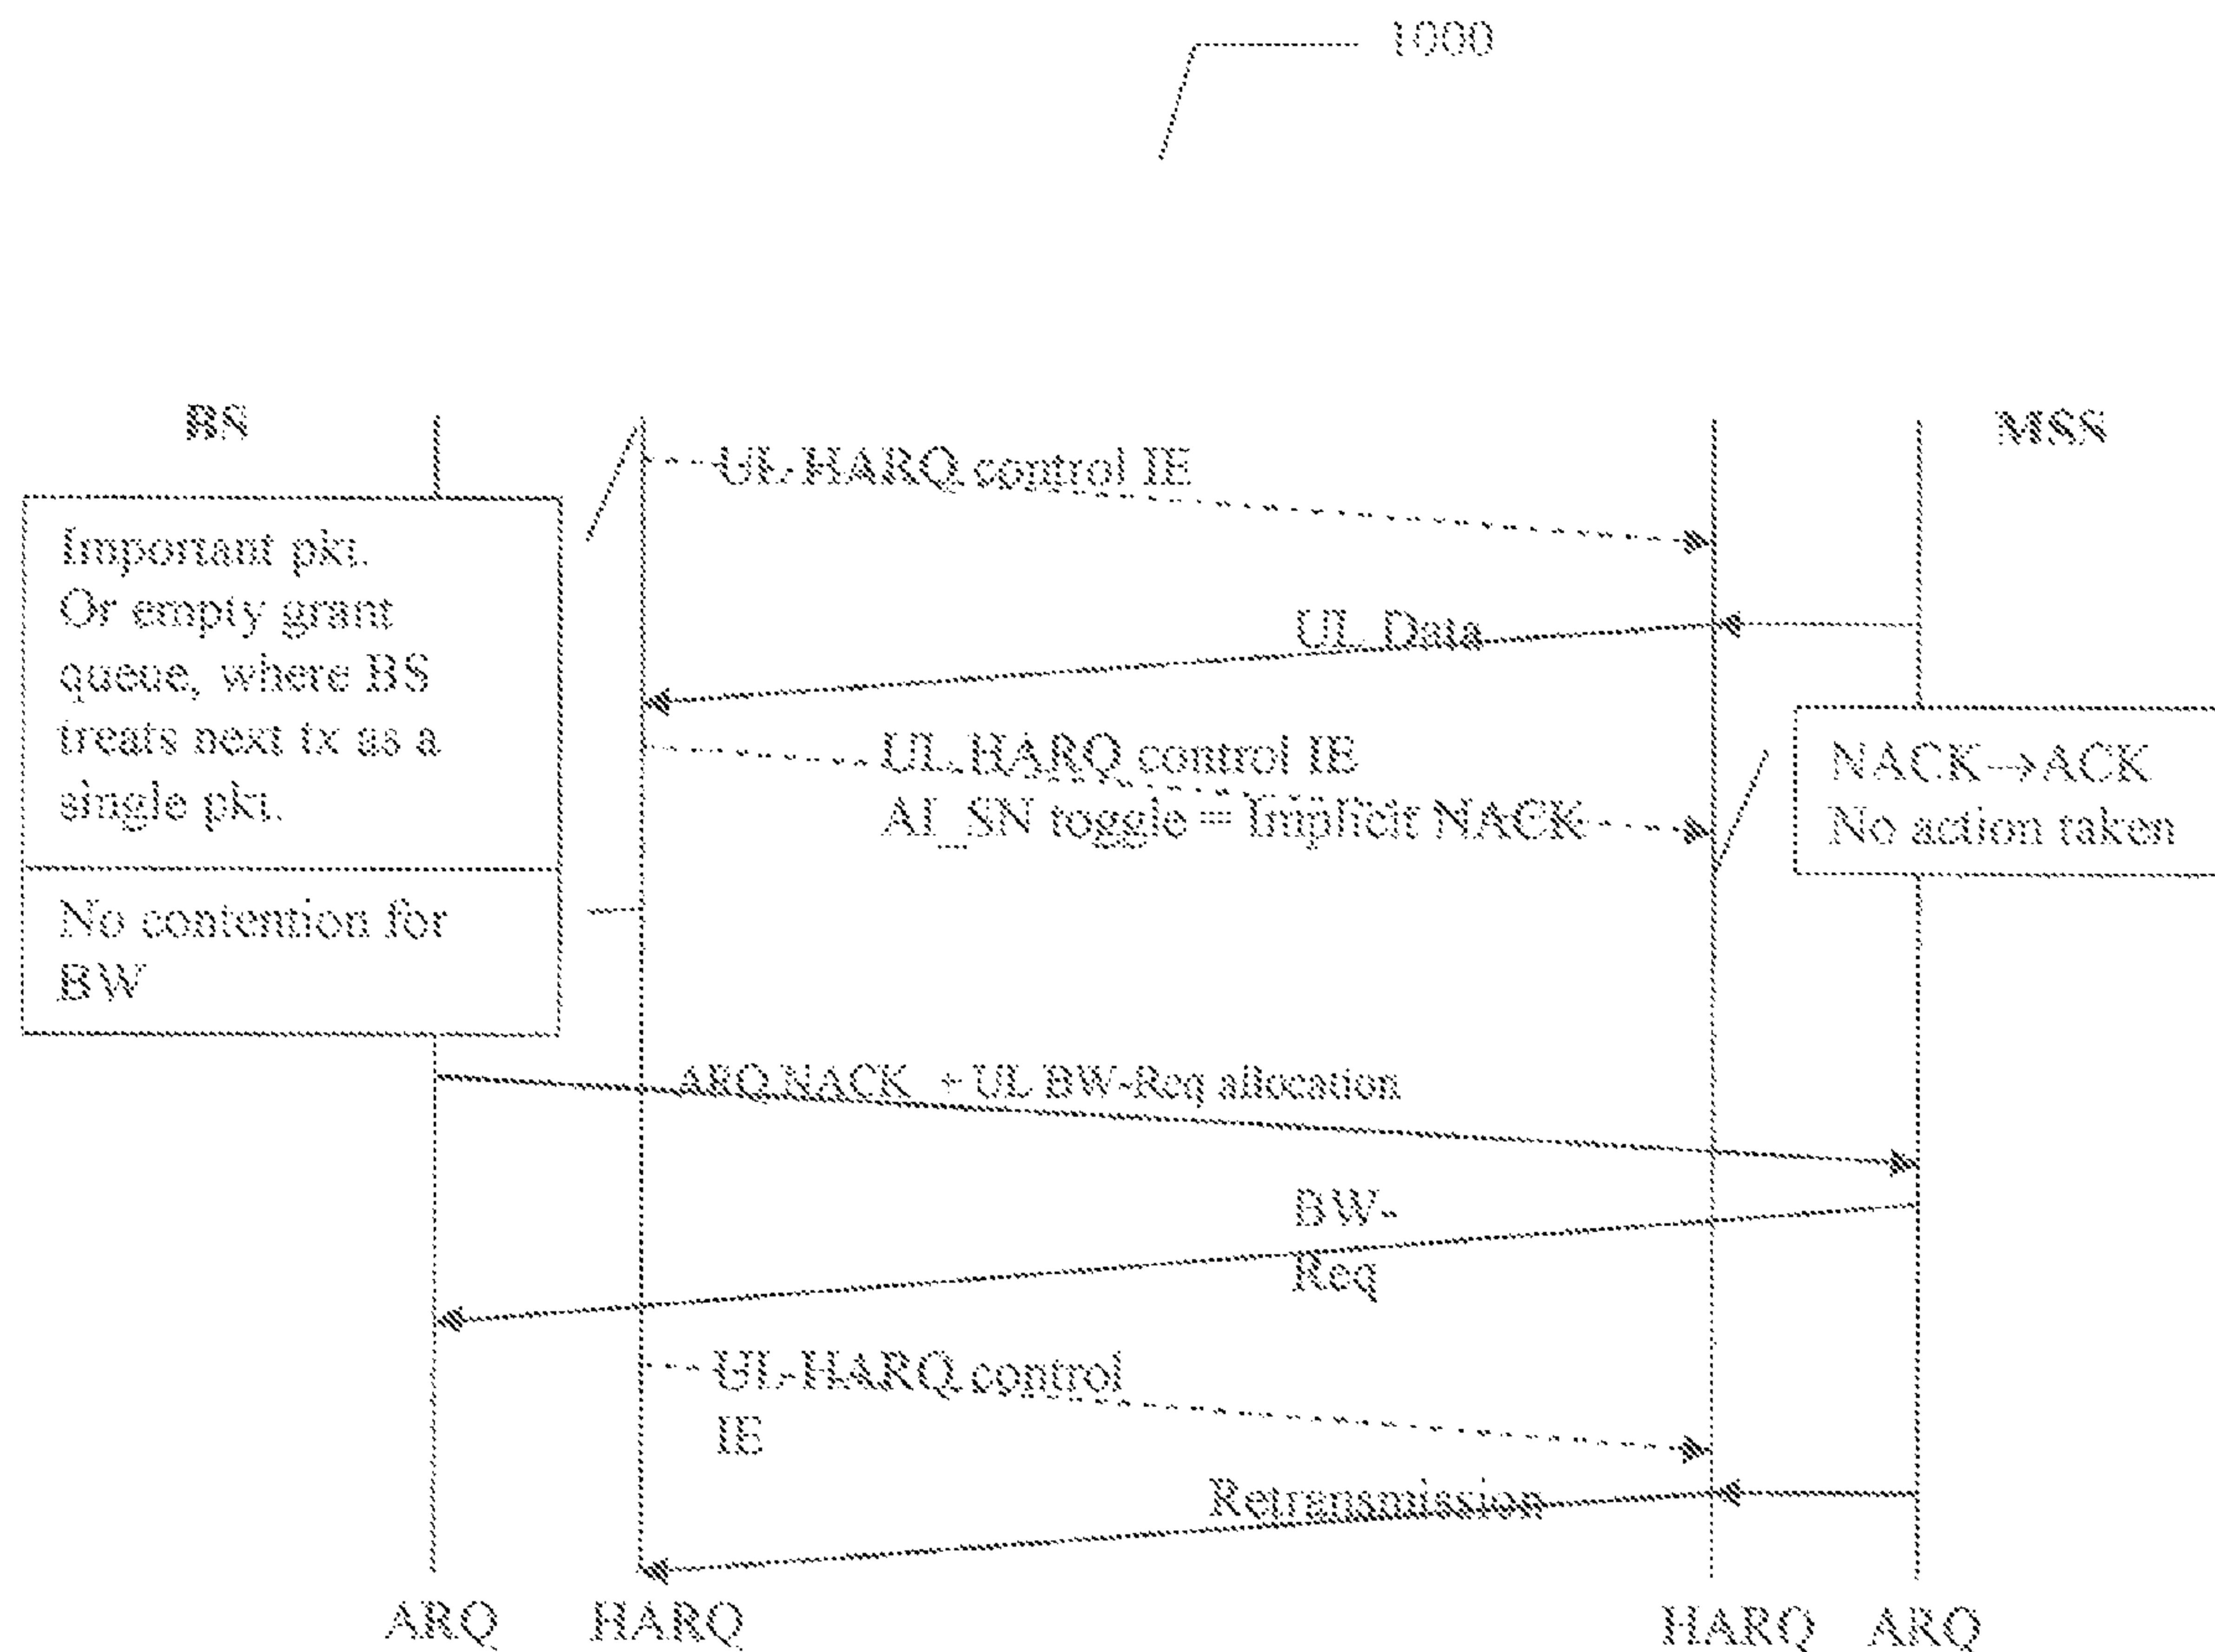 1000
BS
MSS
UL-HARQ control IE
Important pkt.
Or empty grant
queue, where BS
treats next tx as a
single pkt.
UL Data
UL HARQ control IE
AI_SN toggle = Implicit NACK
NACK→ACK
No action taken
No contention for
BW
ARQ NACK + UL BW-Req allocation
BW-
Req
UL-HARQ control
IE
Retransmission
ARQ
HARQ
HARQ
ARQ